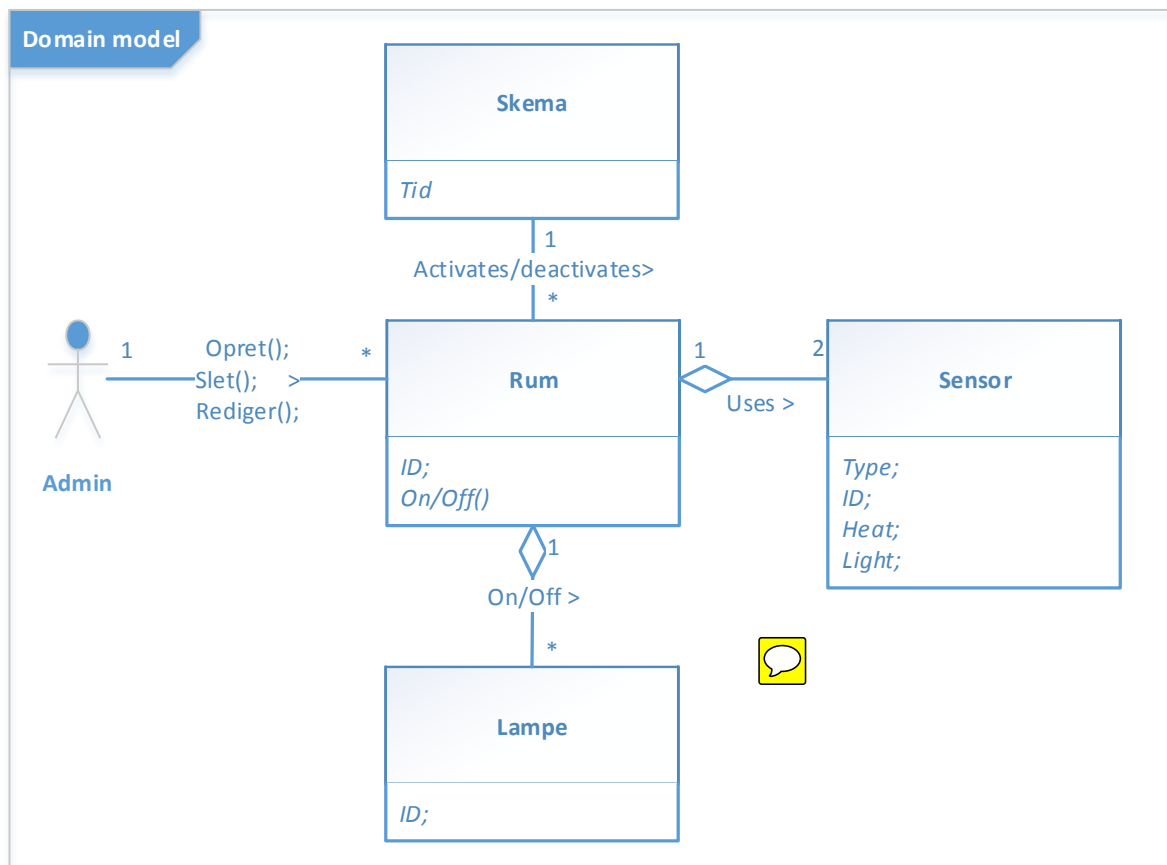 Domain model
Skema
Tid
1
Activates/deactivates>
*
1
Opret();
*
Slet(); >
Rediger();
Admin
Rum
ID;
On/Off()
1
2
Uses >
Sensor
Type;
ID;
Heat;
Light;
1
On/Off >
*
Lampe
ID;